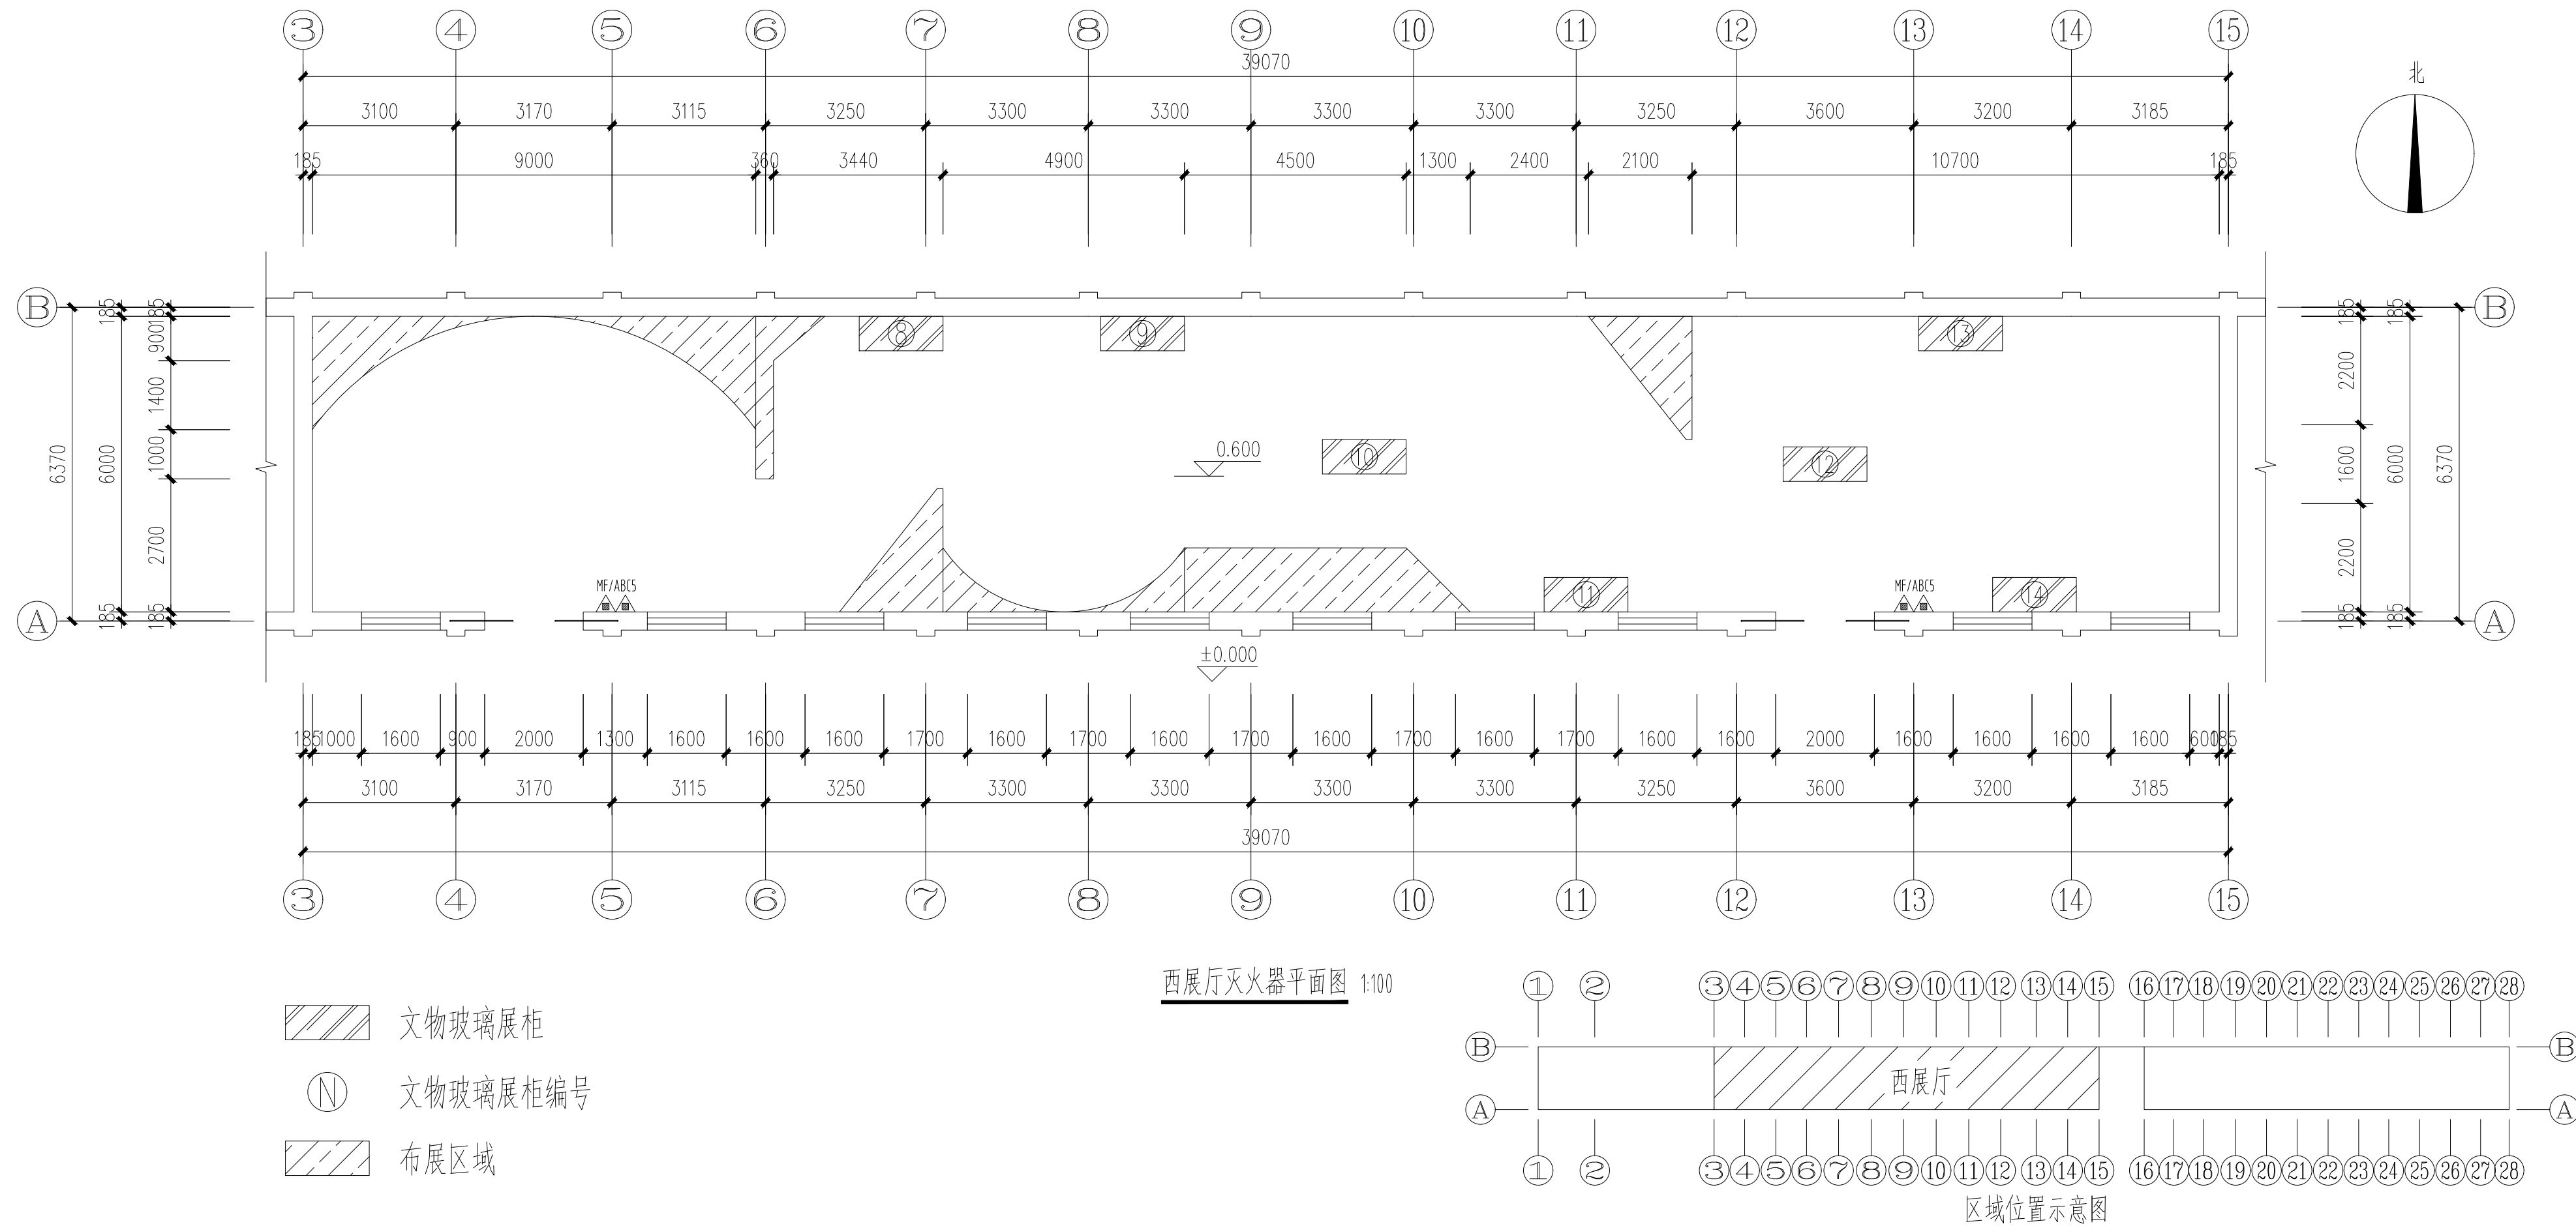 3 4 5 6 7 8 9 10 11 12 13 14 15
北
39070
3100 3170 3115 3250 3300 3300 3300 3300 3250 3600 3200 3185
185 9000 360 3440 4900 4500 1300 2400 2100 10700 185
B 6370 6000 185 185 900 1400 1000 2700 185 185 A
8 9 13
10 12
0.600
MF/ABC5 MF/ABC5
11 14
±0.000
185 185 2200 1600 2200 185 185 6000 6370 B A
185 1000 1600 900 2000 1300 1600 1600 1600 1700 1600 1700 1600 1700 1600 1700 1600 1700 1600 1600 2000 1600 1600 1600 1600 600 185
3100 3170 3115 3250 3300 3300 3300 3300 3250 3600 3200 3185
39070
3 4 5 6 7 8 9 10 11 12 13 14 15
西展厅灭火器平面图 1:100
文物玻璃展柜
N 文物玻璃展柜编号
布展区域
1 2 3 4 5 6 7 8 9 10 11 12 13 14 15 16 17 18 19 20 21 22 23 24 25 26 27 28
B B
西展厅
A A
1 2 3 4 5 6 7 8 9 10 11 12 13 14 15 16 17 18 19 20 21 22 23 24 25 26 27 28
区域位置示意图